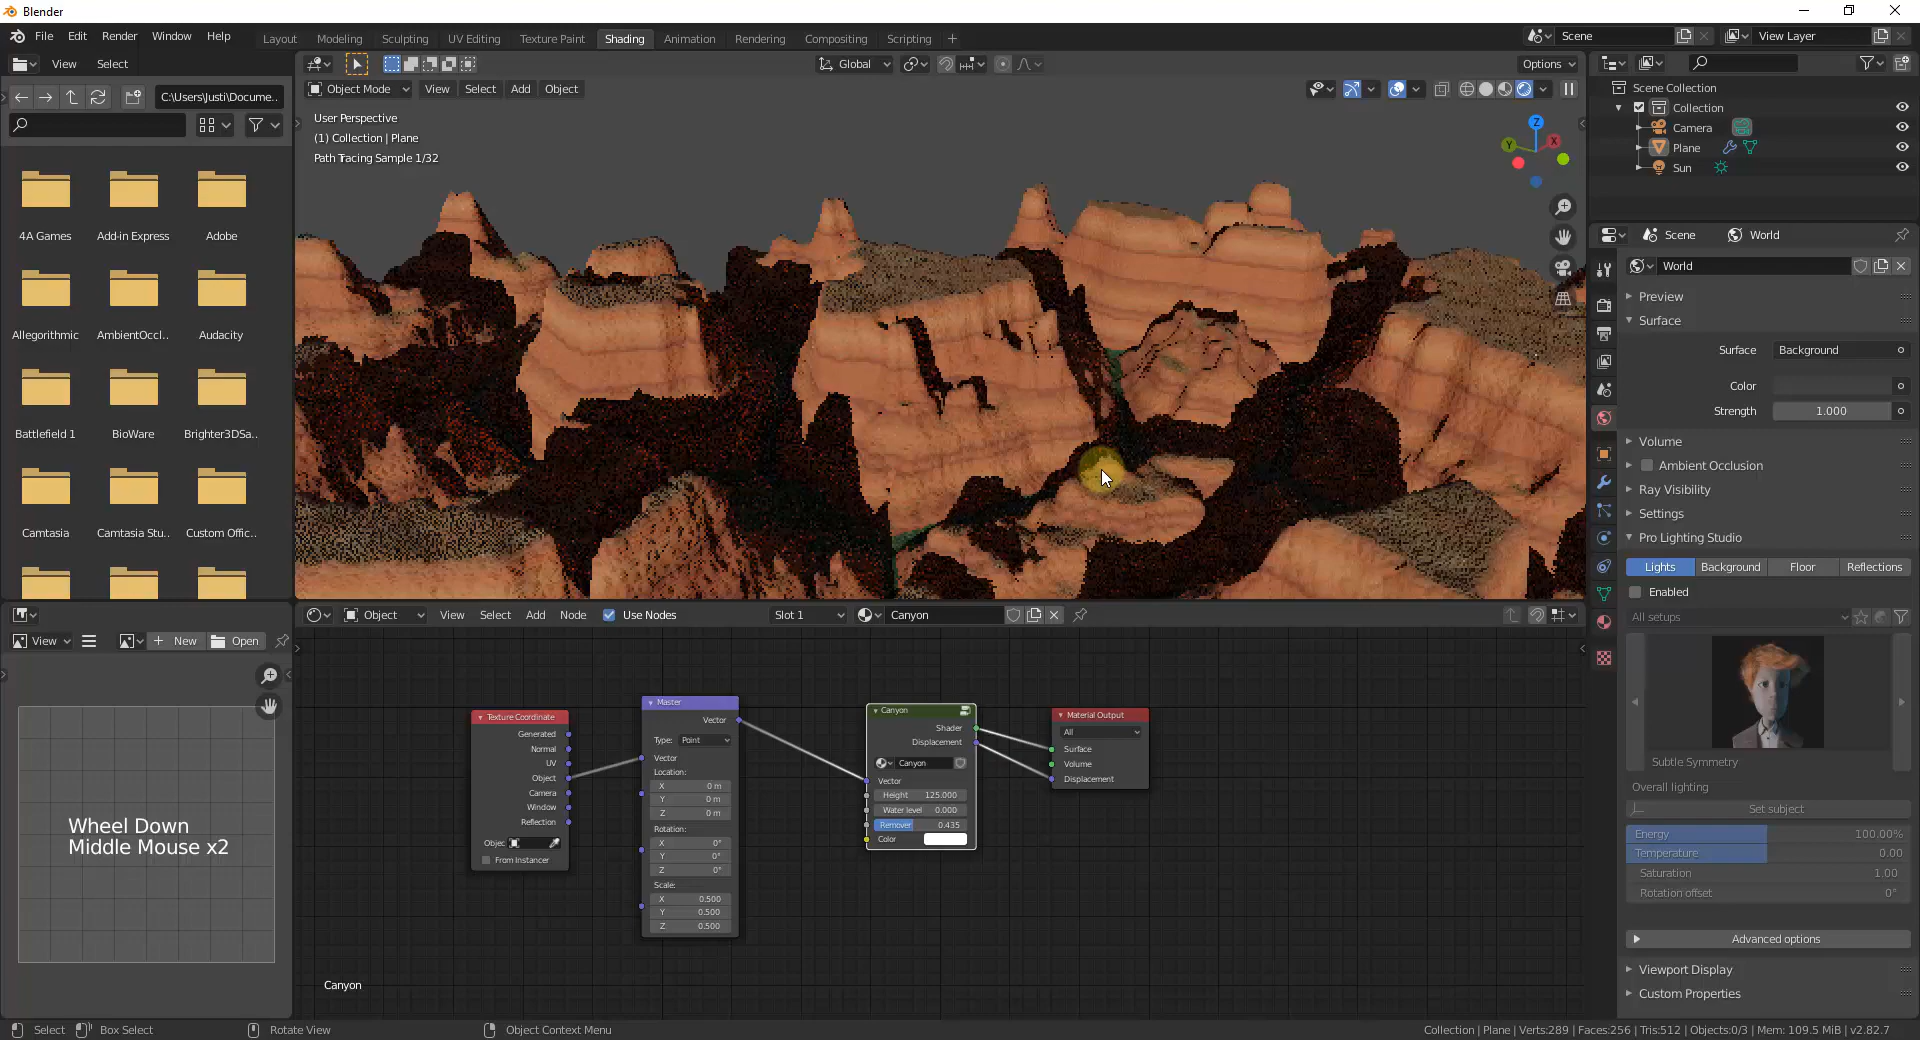 Blender
File Edit Render Window Help
Layout Modeling Sculpting UV Editing Texture Paint Shading Animation Rendering Compositing Scripting +
Scene
View Layer
View Select
Global
Options
C:\Users\Justi\Docume..
Object Mode View Select Add Object
User Perspective
(1) Collection | Plane
Path Tracing Sample 1/32
Z
Y
X
4A Games Add-in Express Adobe
Allegorithmic AmbientOccl.. Audacity
Battlefield 1 BioWare Brighter3DSa..
Camtasia Camtasia Stu.. Custom Offic..
Scene Collection
Collection
Camera
Plane
Sun
Scene World
World
Preview
Surface
Surface Background
Color
Strength 1.000
Volume
Ambient Occlusion
Ray Visibility
Settings
Pro Lighting Studio
Lights Background Floor Reflections
Enabled
All setups
Subtle Symmetry
Overall lighting
Set subject
Energy 100.00%
Temperature 0.00
Saturation 1.00
Rotation offset 0°
Advanced options
Viewport Display
Custom Properties
View New Open
Wheel Down
Middle Mouse x2
Object View Select Add Node Use Nodes Slot 1 Canyon
Texture Coordinate
Generated
Normal
UV
Object
Camera
Window
Reflection
Objec
From Instancer
Master
Vector
Type: Point
Vector
Location:
X 0 m
Y 0 m
Z 0 m
Rotation:
X 0°
Y 0°
Z 0°
Scale:
X 0.500
Y 0.500
Z 0.500
Canyon
Shader
Displacement
Canyon
Vector
Height 125.000
Water level 0.000
Remover 0.435
Color
Material Output
All
Surface
Volume
Displacement
Canyon
Select Box Select Rotate View Object Context Menu
Collection | Plane | Verts:289 | Faces:256 | Tris:512 | Objects:0/3 | Mem: 109.5 MiB | v2.82.7